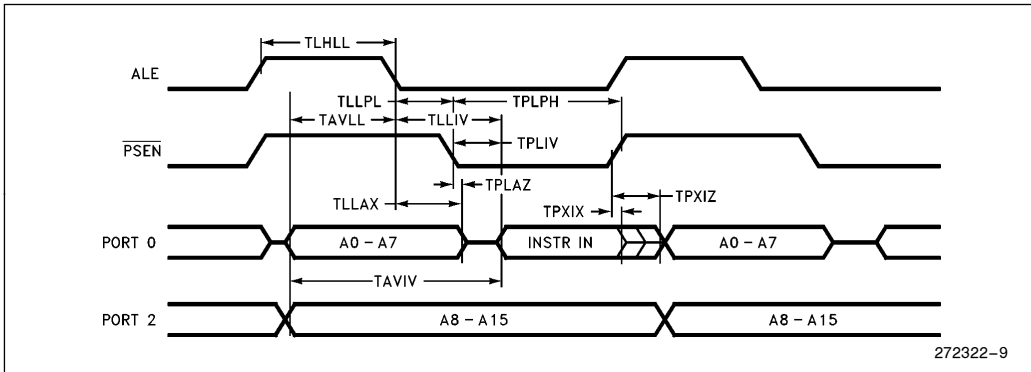 TLHLL
ALE
TLLPL TPLPH
TAVLL TLLIV
PSEN TPLIV
TPLAZ
TLLAX TPXIX TPXIZ
PORT 0 A0 – A7 INSTR IN A0 – A7
TAVIV
PORT 2 A8 – A15 A8 – A15
272322–9